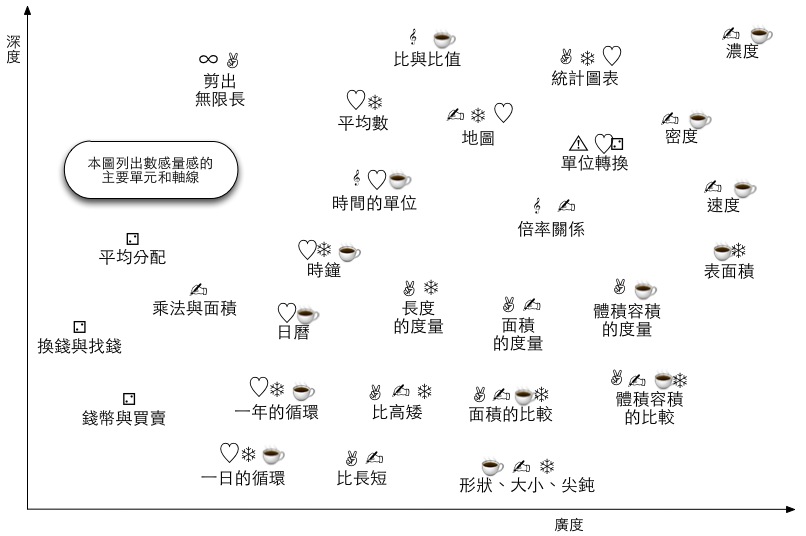 深度
比與比值
濃度
剪出
無限長
統計圖表
平均數
地圖
密度
單位轉換
本圖列出數感量感的
主要單元和軸線
時間的單位
速度
倍率關係
平均分配
時鐘
表面積
乘法與面積
日曆
長度
的度量
面積
的度量
體積容積
的度量
換錢與找錢
錢幣與買賣
一年的循環
比高矮
面積的比較
體積容積
的比較
一日的循環
比長短
形狀、大小、尖鈍
廣度